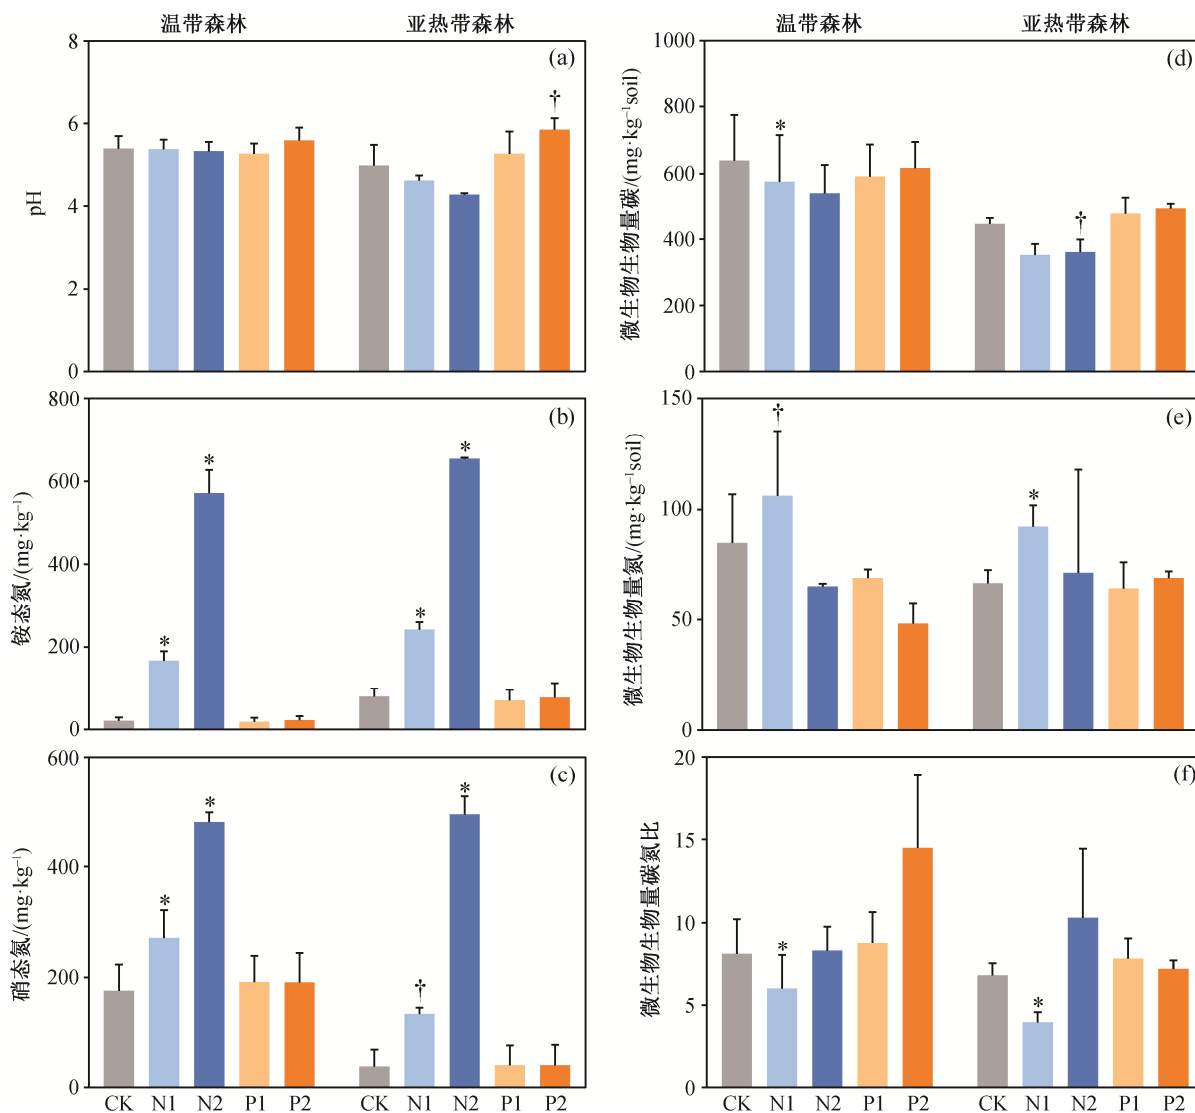 温带森林 亚热带森林
(a)
pH
8
6
4
2
0
†
(b)
铵态氮/(mg·kg⁻¹)
800
600
400
200
0
* * * *
(c)
硝态氮/(mg·kg⁻¹)
600
400
200
0
* * † *
CK N1 N2 P1 P2 CK N1 N2 P1 P2
温带森林 亚热带森林
(d)
微生物生物量碳/(mg·kg⁻¹soil)
1000
800
600
400
200
0
* †
(e)
微生物生物量氮/(mg·kg⁻¹soil)
150
100
50
0
† *
(f)
微生物生物量碳氮比
20
15
10
5
0
* *
CK N1 N2 P1 P2 CK N1 N2 P1 P2